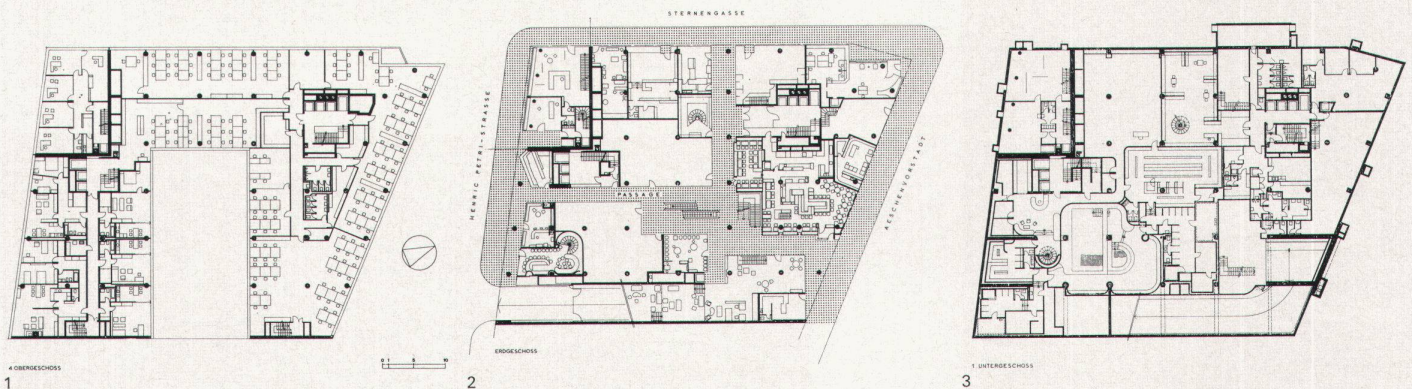 STERNENGASSE
HENRIC PETRI-STRASSE
PASSAGE
AESCHENVORSTADT
4 OBERGESCHOSS
0 1 5 10
ERDGESCHOSS
1 UNTERGESCHOSS
1
2
3